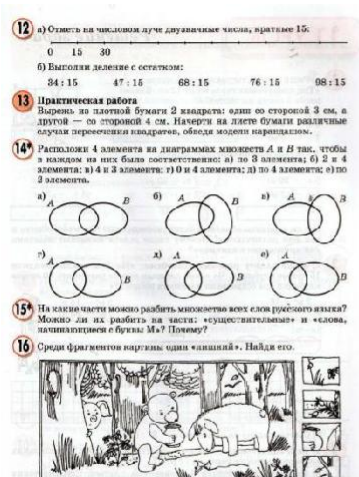 12 а) Отметь на числовом луче двузначные числа, кратные 15:
0 15 30
б) Выполни деление с остатком:
34 : 15 47 : 15 68 : 15 76 : 15 98 : 15
13 Практическая работа
Вырежь из плотной бумаги 2 квадрата: один со стороной 3 см, а
другой — со стороной 4 см. Начерти на листе бумаги различные
случаи пересечения квадратов, обводя модели карандашом.
14* Расположи 4 элемента на диаграммах множеств A и B так, чтобы
в каждом из них было соответственно: а) по 3 элемента; б) 2 и 4
элемента; в) 4 и 3 элемента; г) 0 и 4 элемента; д) по 4 элемента; е) по
2 элемента.
а) A B б) A B в) A B
г) A B д) A B е) A B
15* На какие части можно разбить множество всех слов русского языка?
Можно ли их разбить на части: «существительные» и «слова,
начинающиеся с буквы М»? Почему?
16 Среди фрагментов картины один «лишний». Найди его.